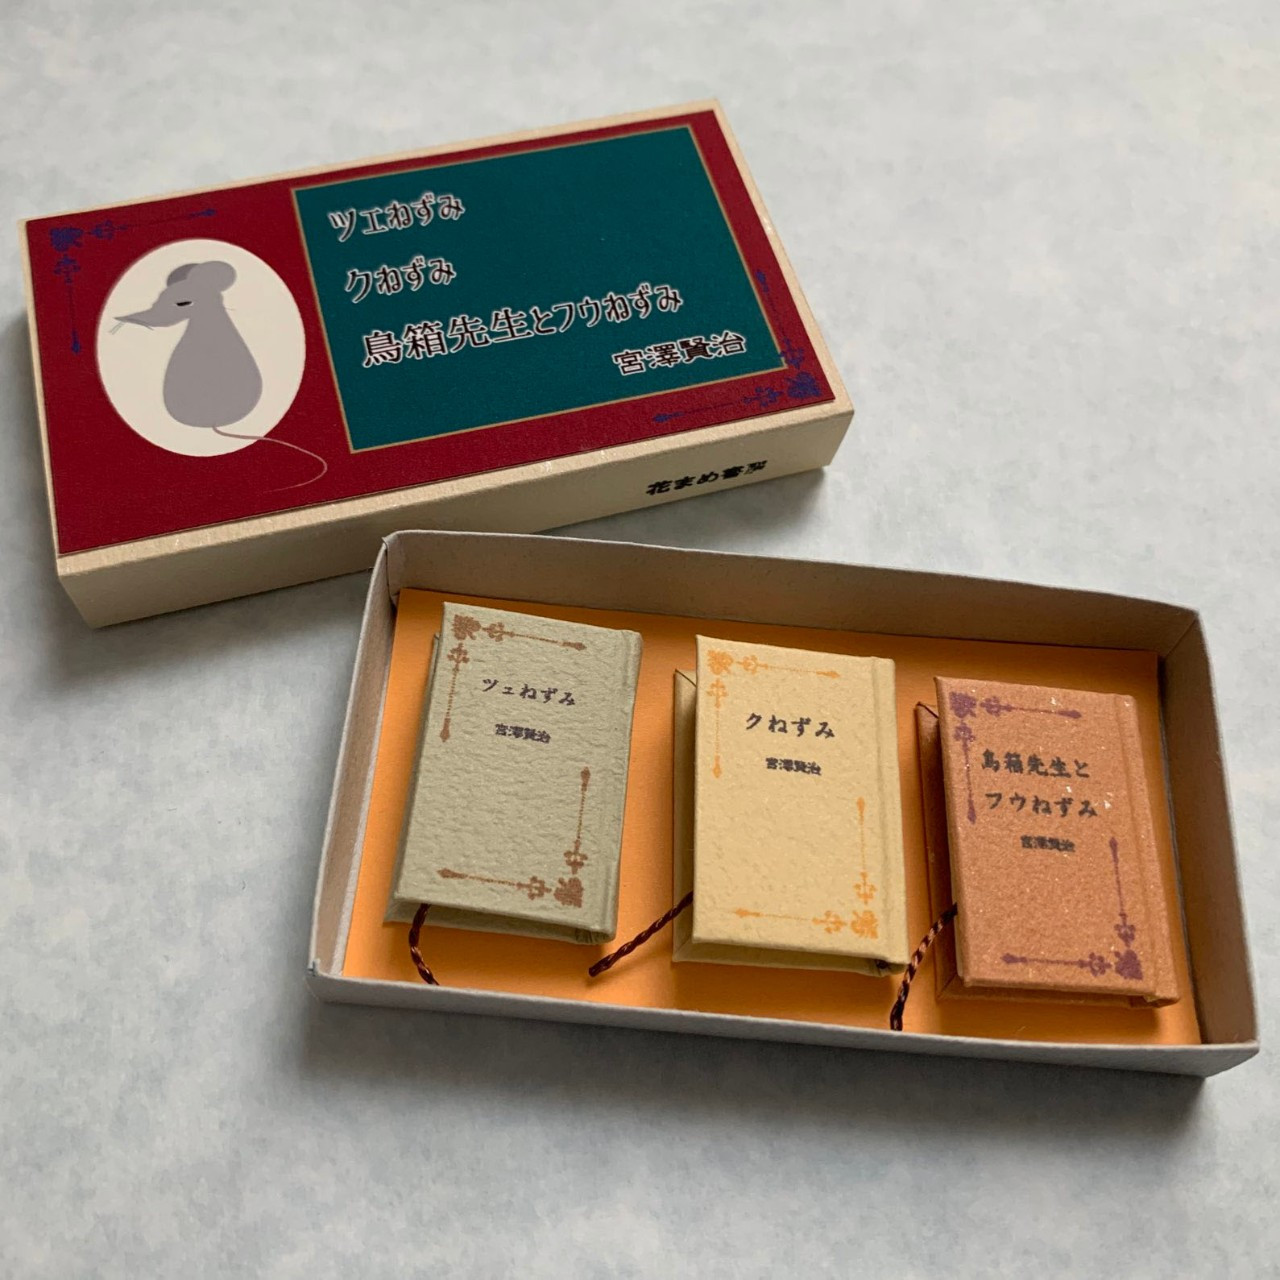 ツェねずみ
クねずみ
鳥箱先生とフウねずみ
宮澤賢治
花まめ書房
ツェねずみ
宮澤賢治
クねずみ
宮澤賢治
鳥箱先生と
フウねずみ
宮澤賢治